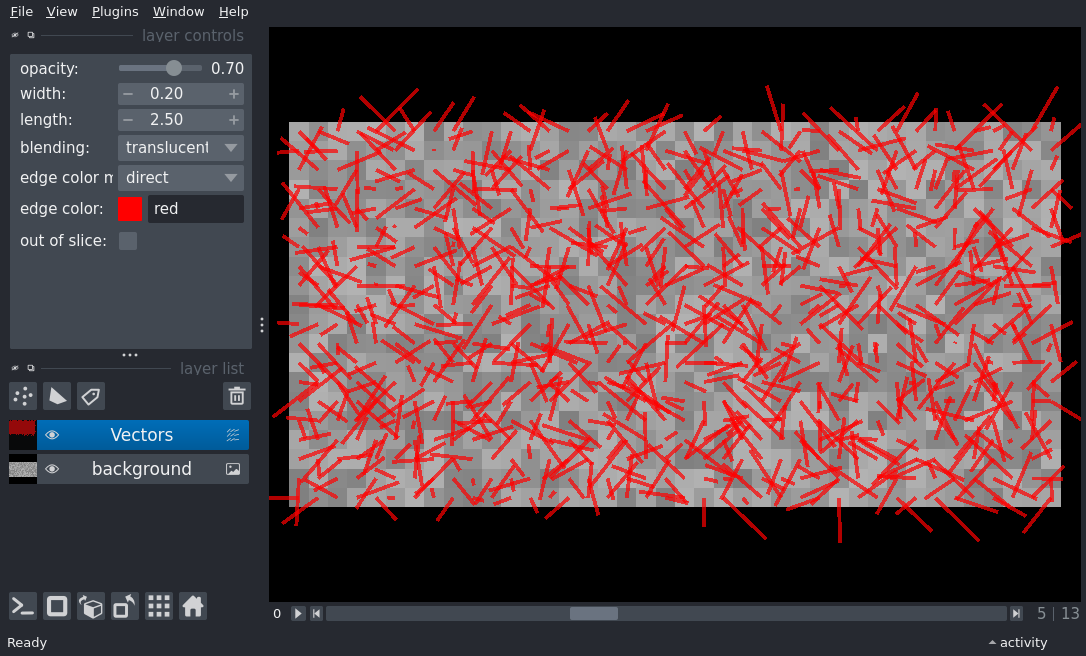 File View Plugins Window Help
layer controls
opacity: 0.70
width: − 0.20 +
length: − 2.50 +
blending: translucent
edge color m direct
edge color: red
out of slice:
layer list
Vectors
background
0 5 | 13
Ready activity